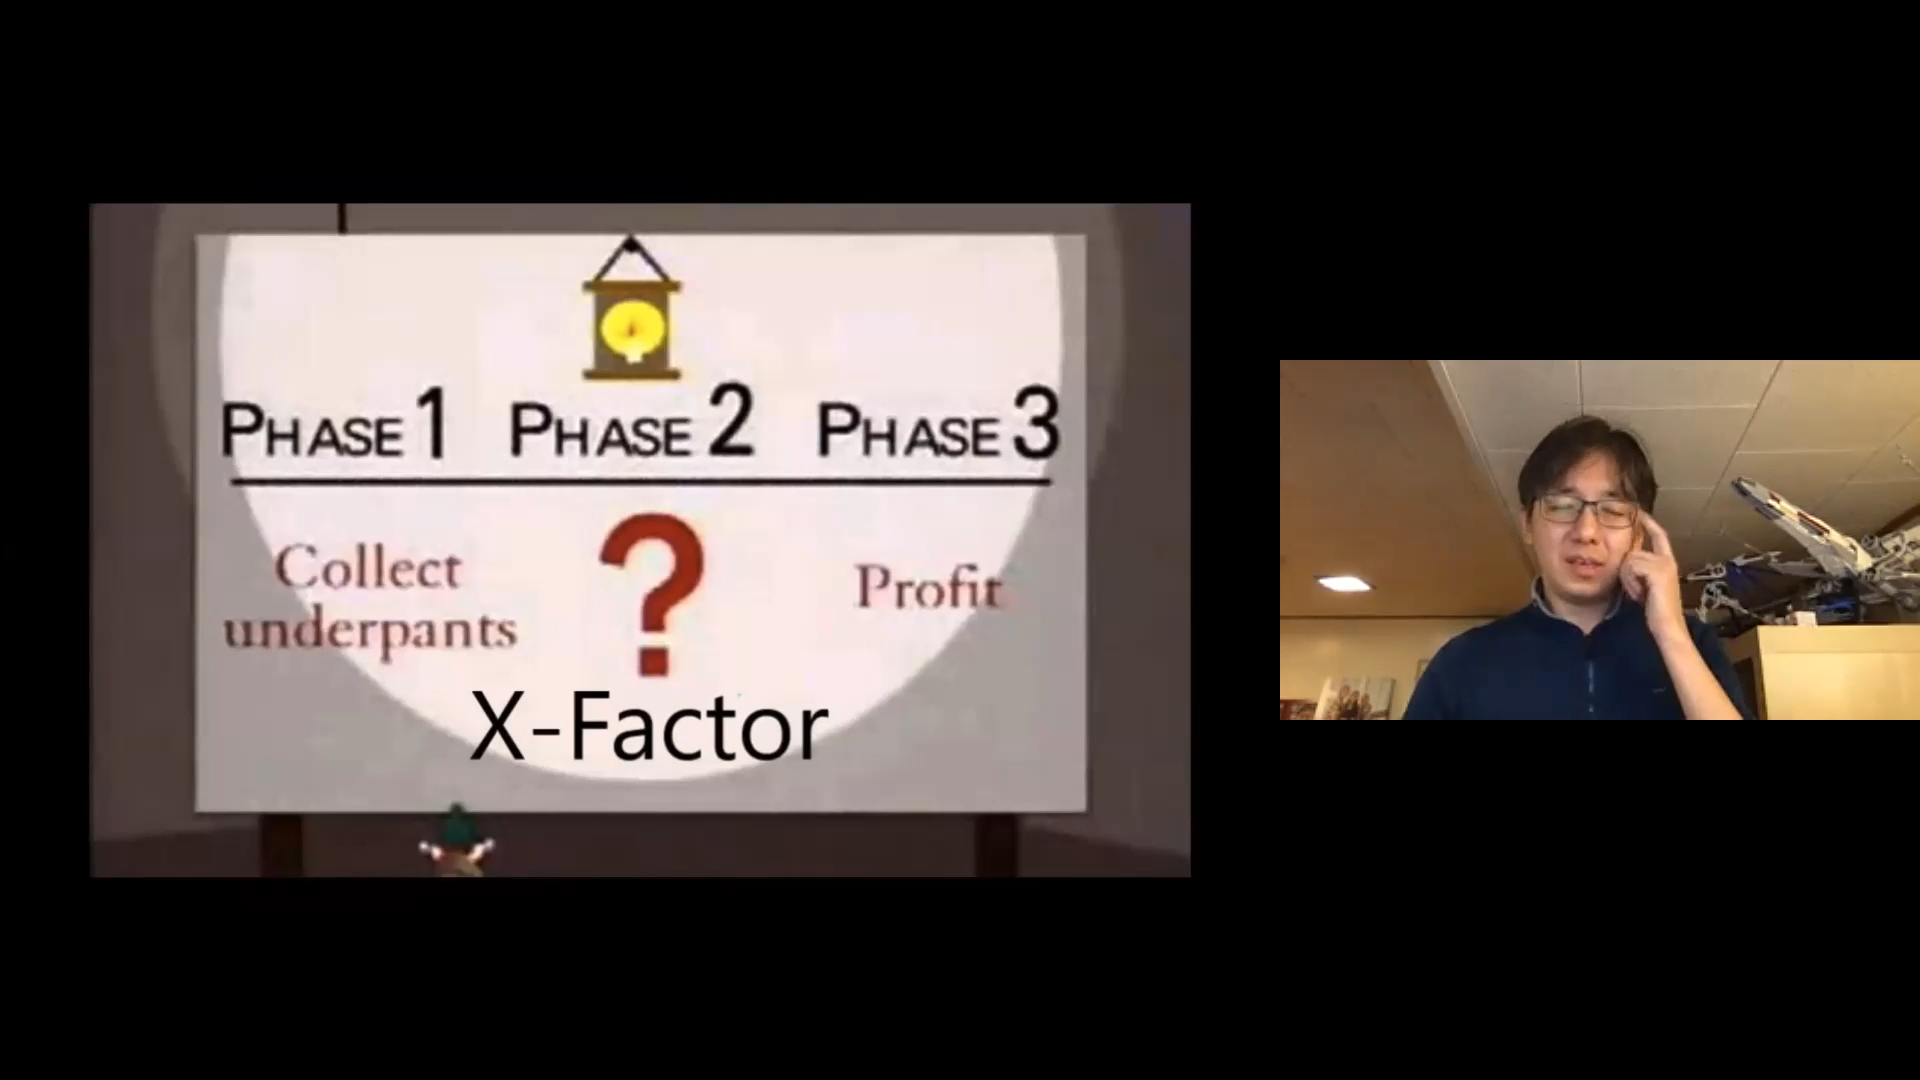 Phase 1 Phase 2 Phase 3
Collect
underpants
?
Profit
X-Factor